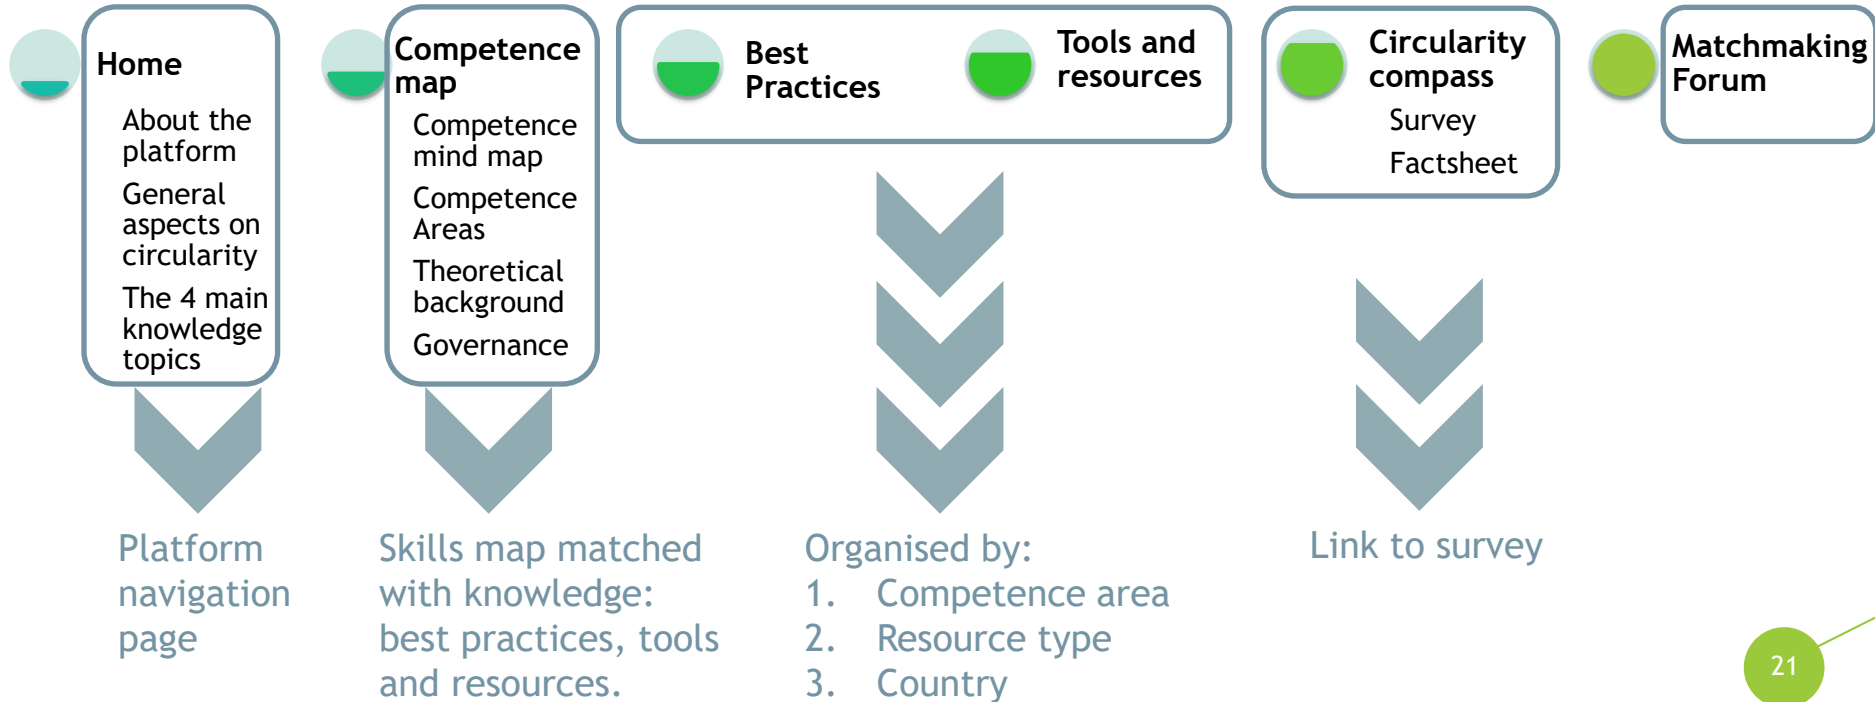 Home
About the
platform
General
aspects on
circularity
The 4 main
knowledge
topics
Competence
map
Competence
mind map
Competence
Areas
Theoretical
background
Governance
Best
Practices
Tools and
resources
Circularity
compass
Survey
Factsheet
Matchmaking
Forum
Platform
navigation
page
Skills map matched
with knowledge:
best practices, tools
and resources.
Organised by:
1. Competence area
2. Resource type
3. Country
Link to survey
21